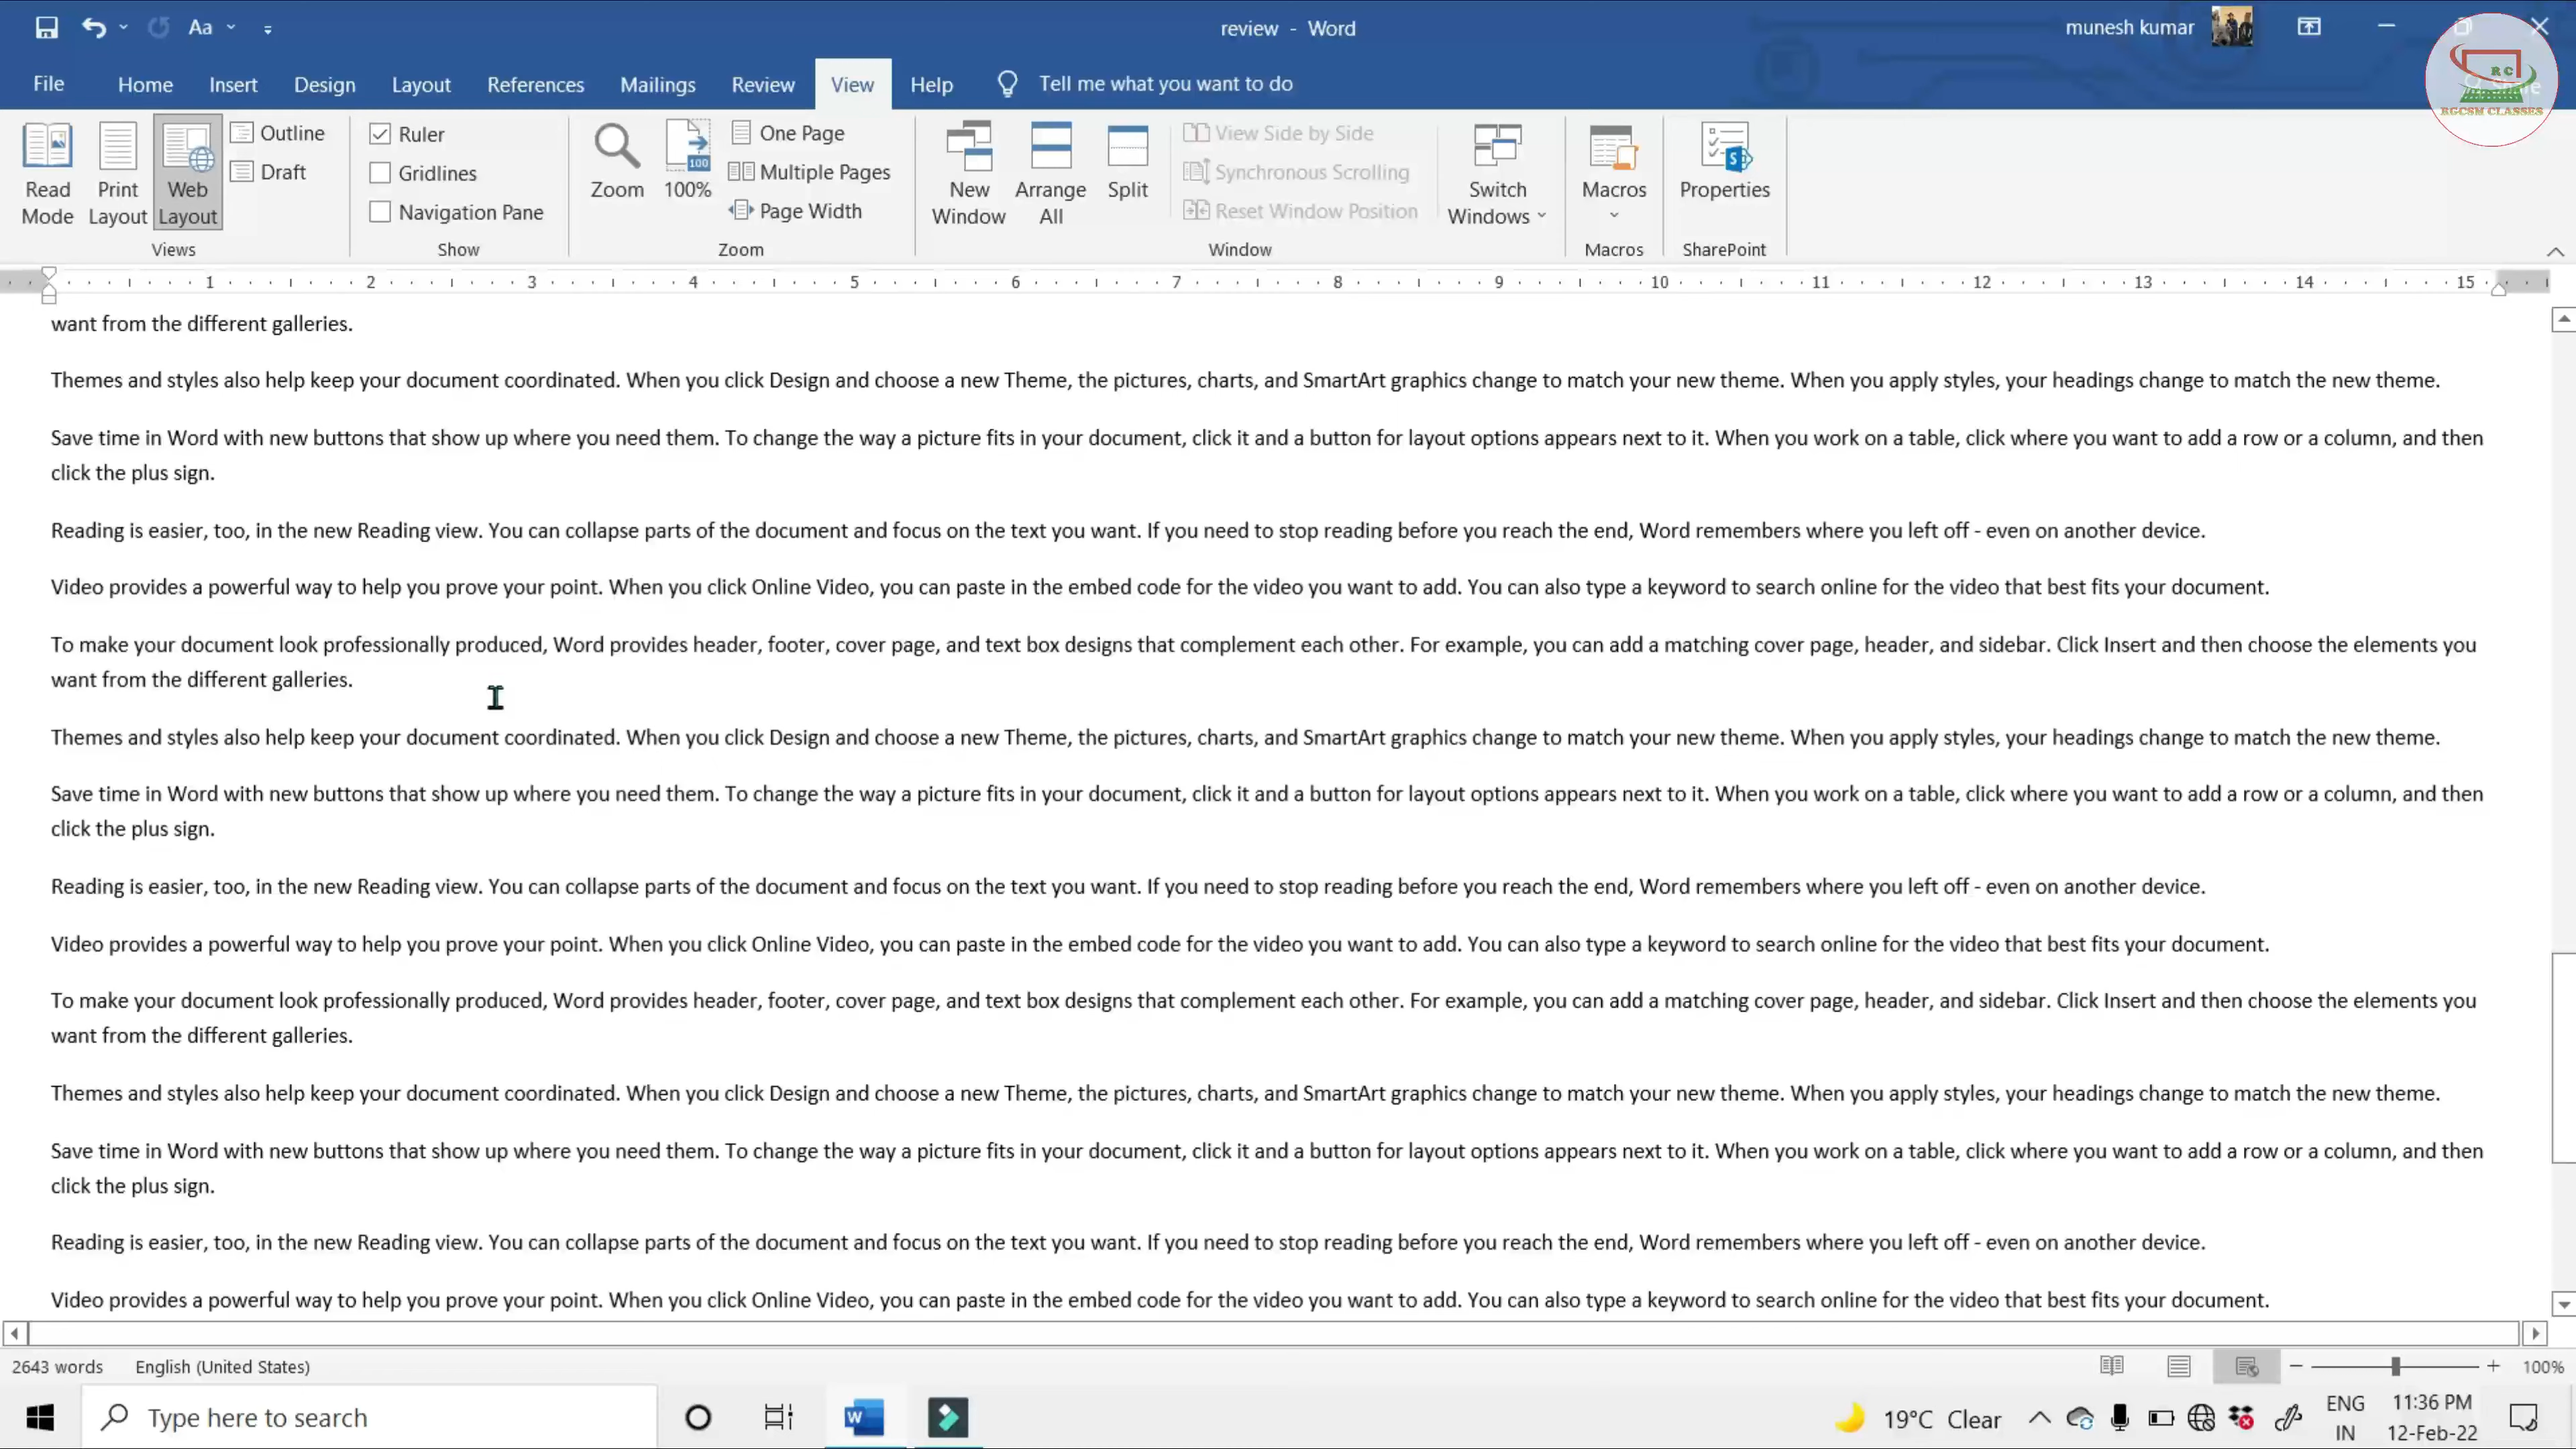 Aa
review - Word
munesh kumar
File Home Insert Design Layout References Mailings Review View Help Tell me what you want to do
RC
RGCSM CLASSES
Read Mode
Print Layout
Web Layout
Outline
Draft
Views
Ruler
Gridlines
Navigation Pane
Show
Zoom
100
100%
One Page
Multiple Pages
Page Width
Zoom
New Window
Arrange All
Split
View Side by Side
Synchronous Scrolling
Reset Window Position
Window
Switch Windows
Macros
Macros
Properties
SharePoint
1 2 3 4 5 6 7 8 9 10 11 12 13 14 15
want from the different galleries.
Themes and styles also help keep your document coordinated. When you click Design and choose a new Theme, the pictures, charts, and SmartArt graphics change to match your new theme. When you apply styles, your headings change to match the new theme.
Save time in Word with new buttons that show up where you need them. To change the way a picture fits in your document, click it and a button for layout options appears next to it. When you work on a table, click where you want to add a row or a column, and then
click the plus sign.
Reading is easier, too, in the new Reading view. You can collapse parts of the document and focus on the text you want. If you need to stop reading before you reach the end, Word remembers where you left off - even on another device.
Video provides a powerful way to help you prove your point. When you click Online Video, you can paste in the embed code for the video you want to add. You can also type a keyword to search online for the video that best fits your document.
To make your document look professionally produced, Word provides header, footer, cover page, and text box designs that complement each other. For example, you can add a matching cover page, header, and sidebar. Click Insert and then choose the elements you
want from the different galleries.
Themes and styles also help keep your document coordinated. When you click Design and choose a new Theme, the pictures, charts, and SmartArt graphics change to match your new theme. When you apply styles, your headings change to match the new theme.
Save time in Word with new buttons that show up where you need them. To change the way a picture fits in your document, click it and a button for layout options appears next to it. When you work on a table, click where you want to add a row or a column, and then
click the plus sign.
Reading is easier, too, in the new Reading view. You can collapse parts of the document and focus on the text you want. If you need to stop reading before you reach the end, Word remembers where you left off - even on another device.
Video provides a powerful way to help you prove your point. When you click Online Video, you can paste in the embed code for the video you want to add. You can also type a keyword to search online for the video that best fits your document.
To make your document look professionally produced, Word provides header, footer, cover page, and text box designs that complement each other. For example, you can add a matching cover page, header, and sidebar. Click Insert and then choose the elements you
want from the different galleries.
Themes and styles also help keep your document coordinated. When you click Design and choose a new Theme, the pictures, charts, and SmartArt graphics change to match your new theme. When you apply styles, your headings change to match the new theme.
Save time in Word with new buttons that show up where you need them. To change the way a picture fits in your document, click it and a button for layout options appears next to it. When you work on a table, click where you want to add a row or a column, and then
click the plus sign.
Reading is easier, too, in the new Reading view. You can collapse parts of the document and focus on the text you want. If you need to stop reading before you reach the end, Word remembers where you left off - even on another device.
Video provides a powerful way to help you prove your point. When you click Online Video, you can paste in the embed code for the video you want to add. You can also type a keyword to search online for the video that best fits your document.
2643 words English (United States) 100%
Type here to search
19°C Clear
ENG
IN
11:36 PM
12-Feb-22